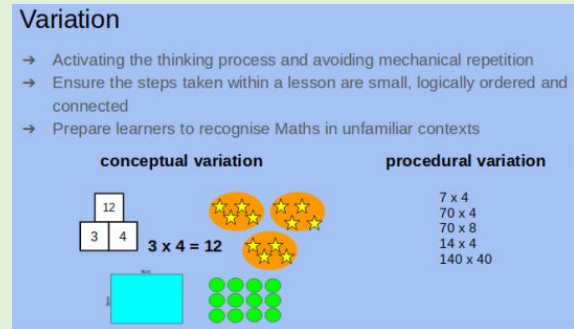 Variation
→ Activating the thinking process and avoiding mechanical repetition
→ Ensure the steps taken within a lesson are small, logically ordered and
connected
→ Prepare learners to recognise Maths in unfamiliar contexts
conceptual variation
12
3 4
3 x 4 = 12
procedural variation
7 x 4
70 x 4
70 x 8
14 x 4
140 x 40